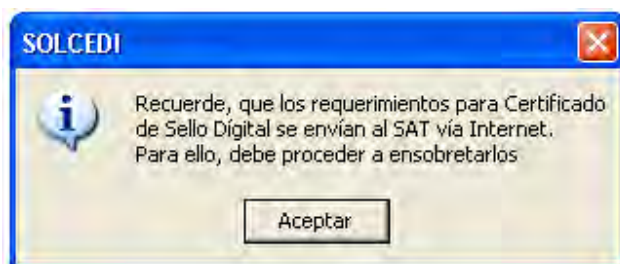 SOLCEDI
Recuerde, que los requerimientos para Certificado
de Sello Dígital se envían al SAT vía Internet.
Para ello, debe proceder a ensobretarlos
Aceptar